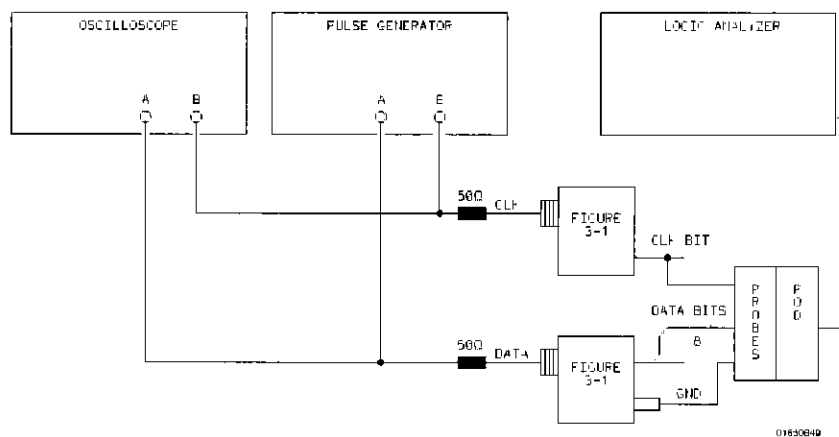 OSCILLOSCOPE
PULSE GENERATOR
LOGIC ANALYZER
A
B
A
B
50Ω
CLK
FIGURE
3-1
CLK BIT
PROBES
POD
DATA BITS
8
50Ω
DATA
FIGURE
3-1
GND
01650B49